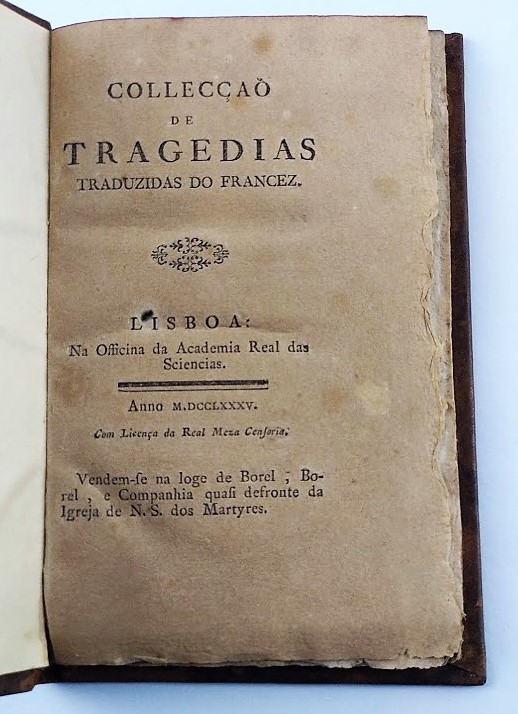 COLLECÇAÕ
DE
TRAGEDIAS
TRADUZIDAS DO FRANCEZ.
LISBOA:
Na Officina da Academia Real das
Sciencias.
Anno M.DCCLXXXV.
Com Licença da Real Meza Cenſoria.
Vendem-ſe na loge de Borel, Bo-
rel, e Companhia quaſi defronte da
Igreja de N. S. dos Martyres.